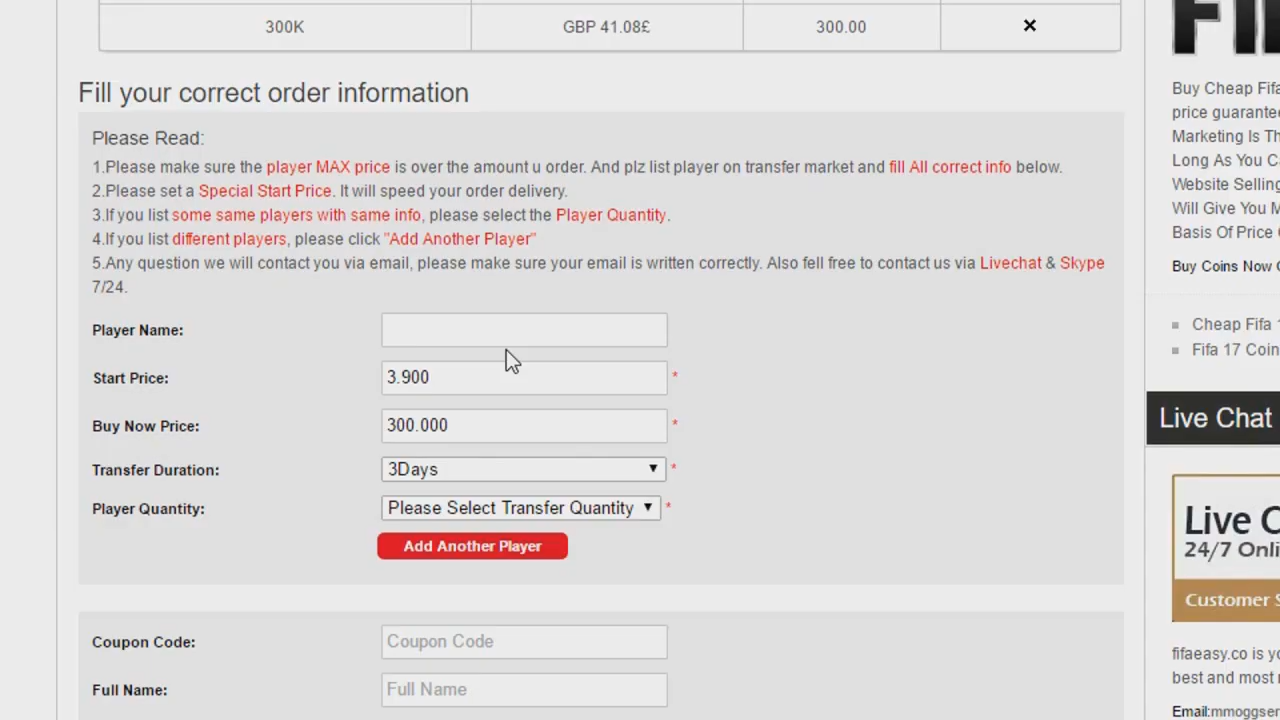 300K GBP 41.08£ 300.00 ×
Fill your correct order information
Please Read:
1.Please make sure the player MAX price is over the amount u order. And plz list player on transfer market and fill All correct info below.
2.Please set a Special Start Price. It will speed your order delivery.
3.If you list some same players with same info, please select the Player Quantity.
4.If you list different players, please click "Add Another Player"
5.Any question we will contact you via email, please make sure your email is written correctly. Also fell free to contact us via Livechat & Skype
7/24.
Player Name:
Start Price: 3.900 *
Buy Now Price: 300.000 *
Transfer Duration: 3Days *
Player Quantity: Please Select Transfer Quantity *
Add Another Player
Coupon Code: Coupon Code
Full Name: Full Name
Buy Cheap Fifa
price guarantee
Marketing Is Th
Long As You C
Website Selling
Will Give You M
Basis Of Price
Buy Coins Now
Cheap Fifa
Fifa 17 Coin
Live Chat
Live C
24/7 Onli
Customer S
fifaeasy.co is yo
best and most
Email:mmoggser